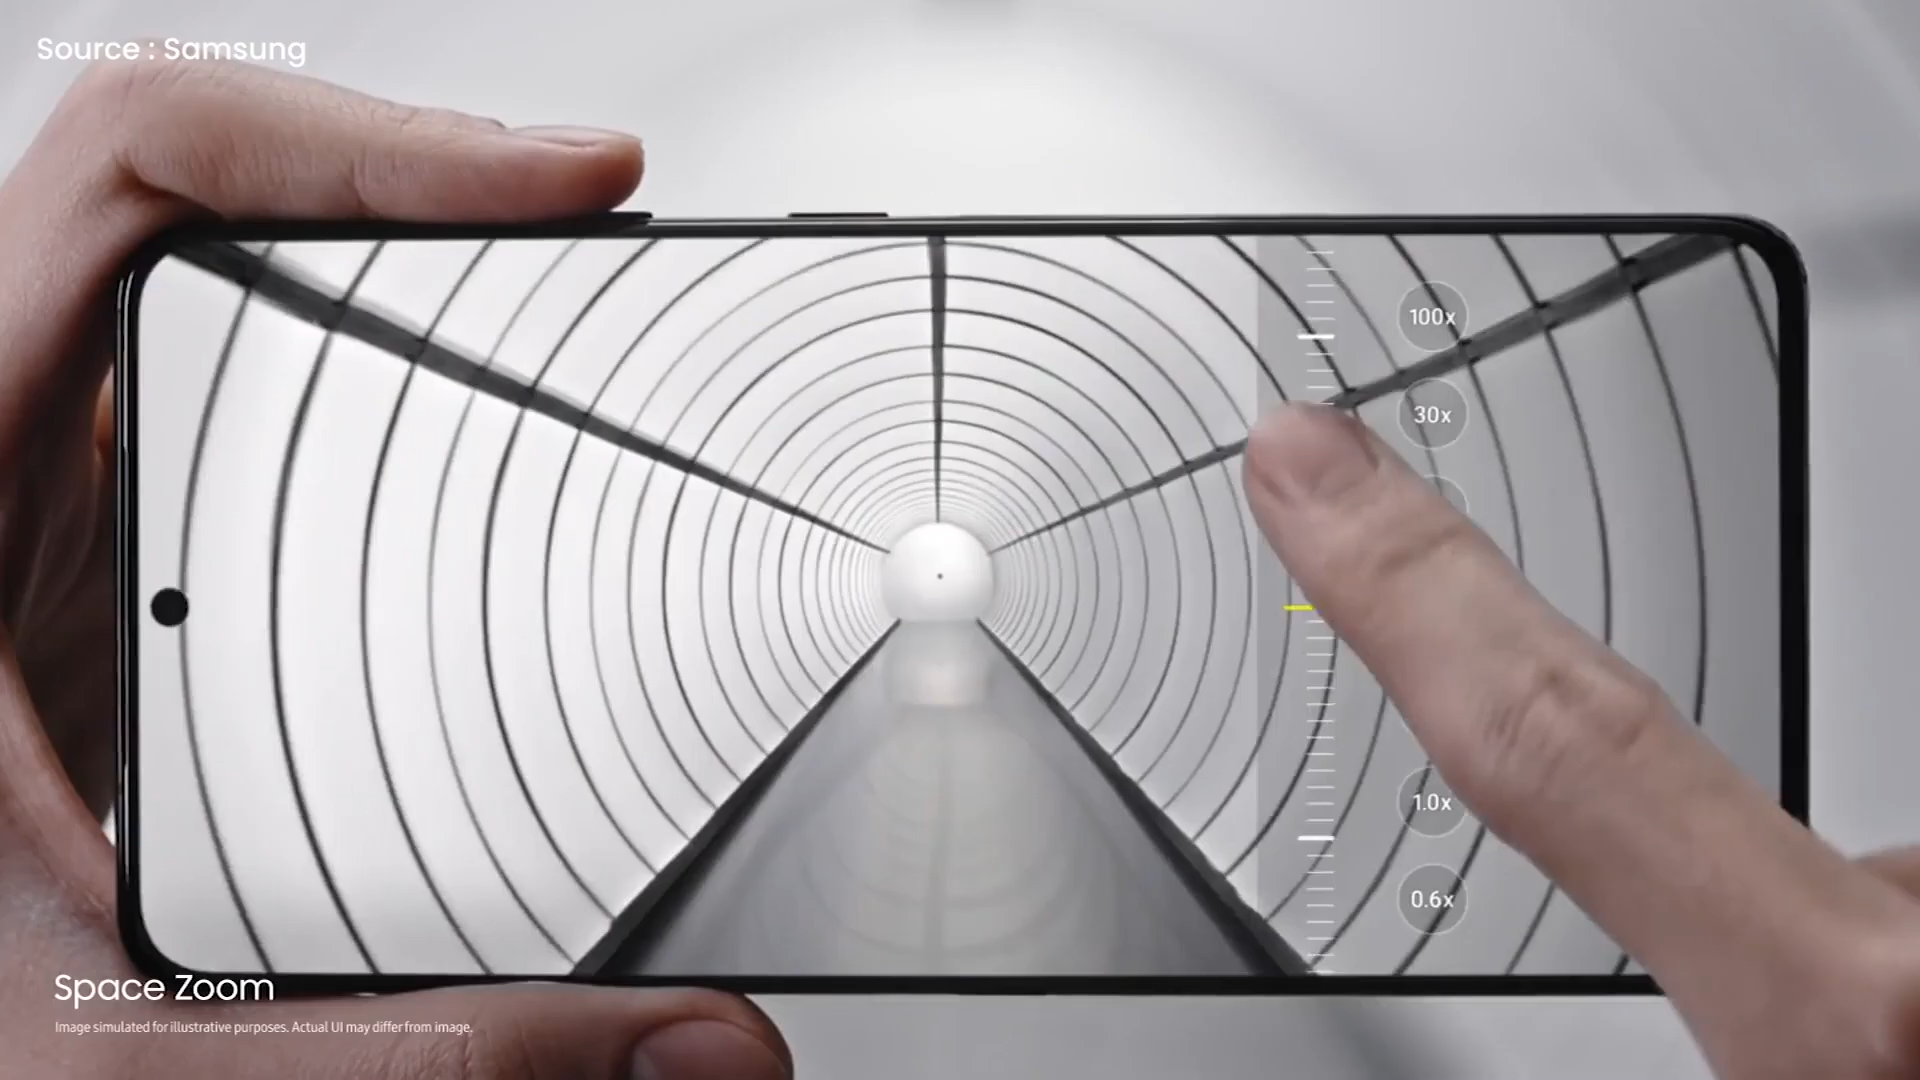 Source : Samsung
100x
30x
1.0x
0.6x
Space Zoom
Image simulated for illustrative purposes. Actual UI may differ from image.